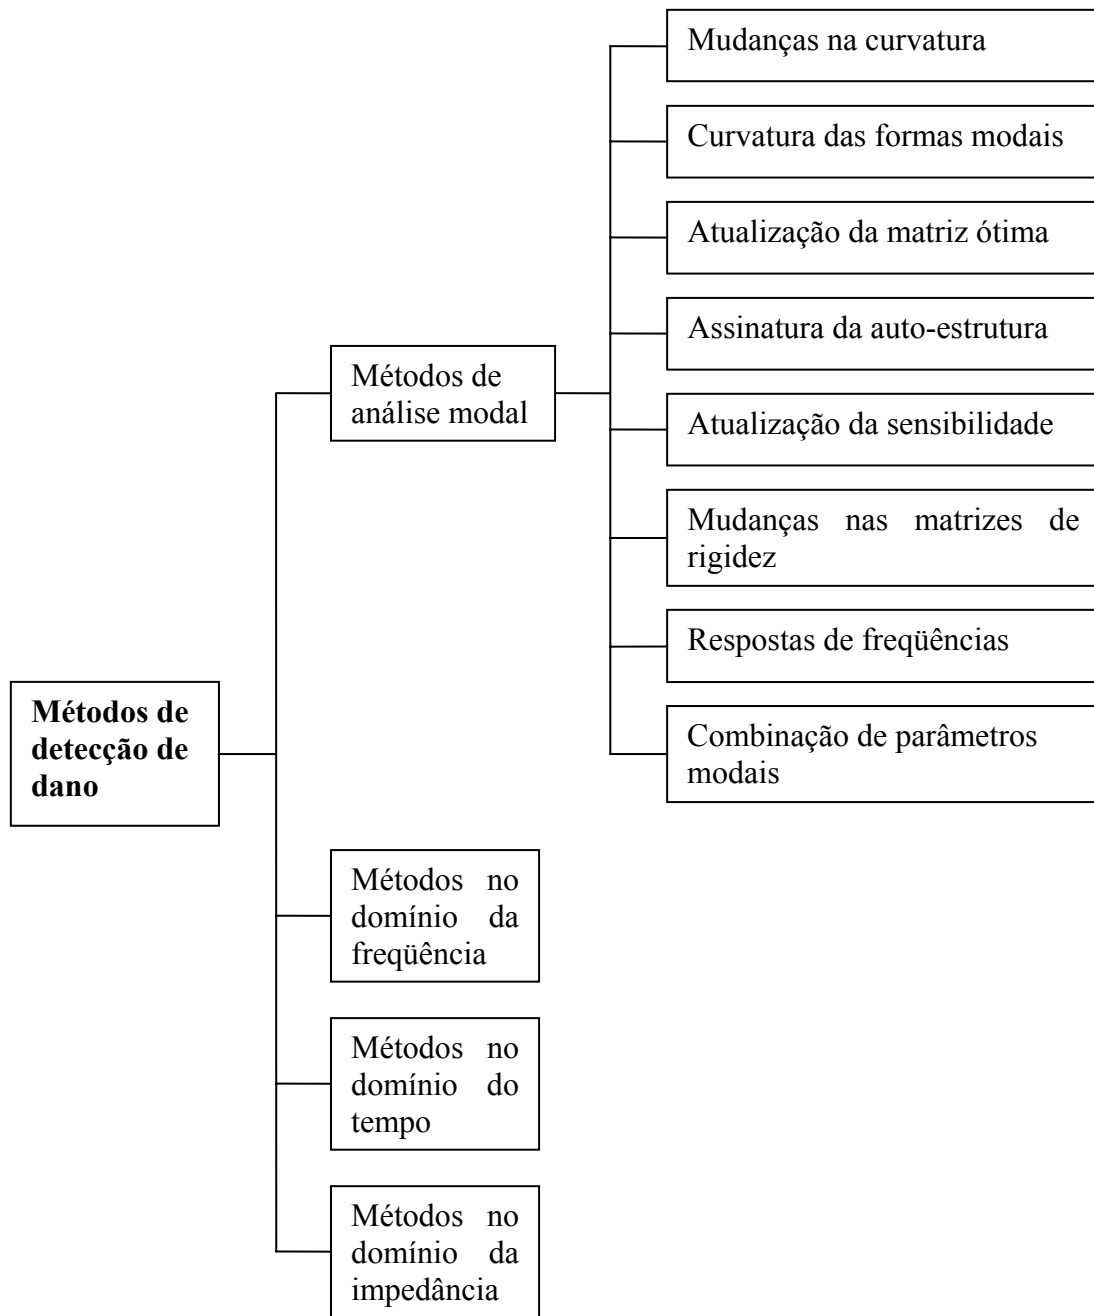 Mudanças na curvatura
Curvatura das formas modais
Atualização da matriz ótima
Assinatura da auto-estrutura
Métodos de
análise modal
Atualização da sensibilidade
Mudanças nas matrizes de
rigidez
Respostas de freqüências
Combinação de parâmetros
modais
Métodos de
detecção de
dano
Métodos no
domínio da
freqüência
Métodos no
domínio do
tempo
Métodos no
domínio da
impedância